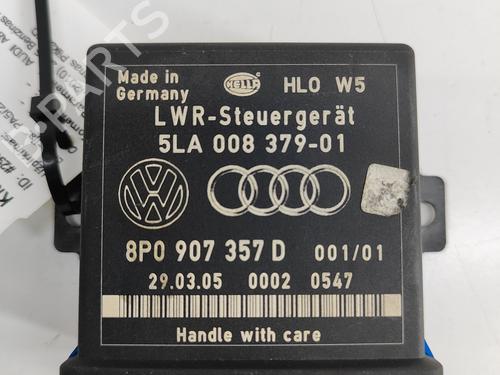 Made in
Germany
HELLA
HLO W5
LWR-Steuergerät
5LA 008 379-01
8P0 907 357 D 001/01
29.03.05 0002 0547
Handle with care